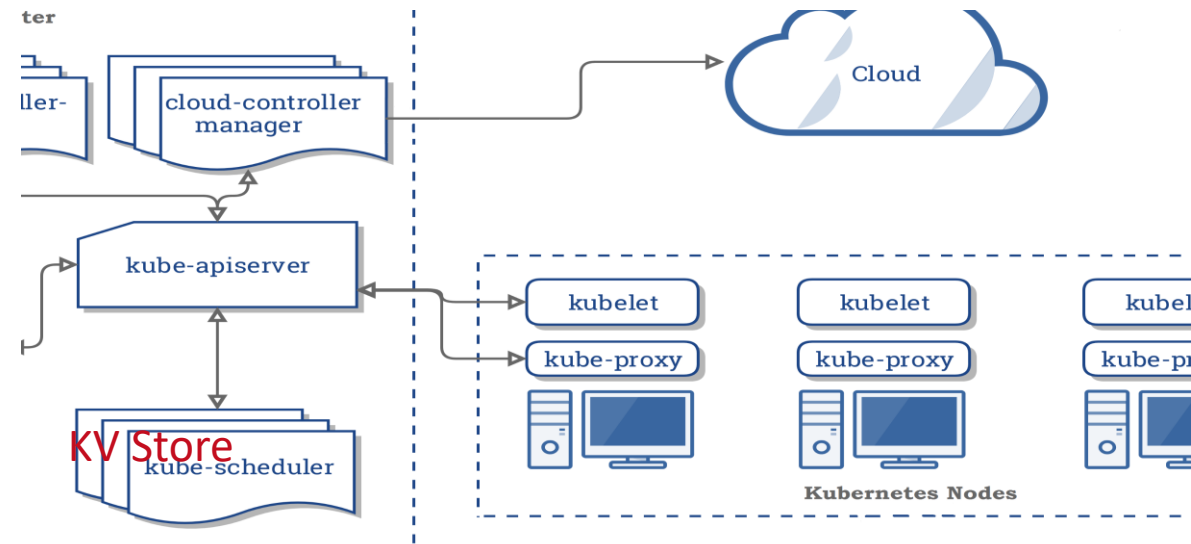 ter
ller-
cloud-controller
manager
Cloud
kube-apiserver
kubelet
kubelet
kubel
kube-proxy
kube-proxy
kube-pr
KV Store
kube-scheduler
Kubernetes Nodes